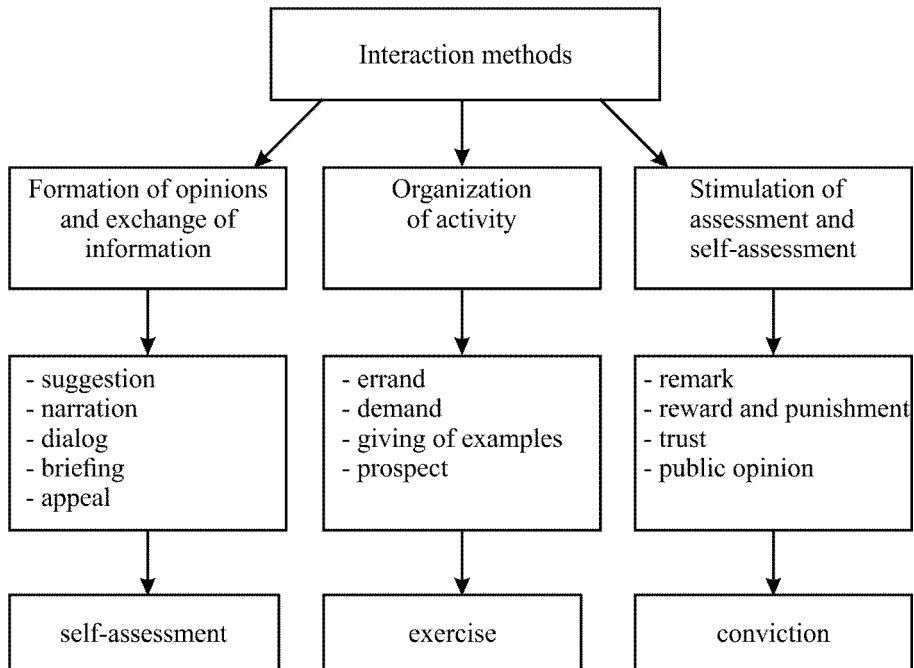 Interaction methods
Formation of opinions
and exchange of
information
Organization
of activity
Stimulation of
assessment and
self-assessment
- suggestion
- narration
- dialog
- briefing
- appeal
- errand
- demand
- giving of examples
- prospect
- remark
- reward and punishment
- trust
- public opinion
self-assessment
exercise
conviction